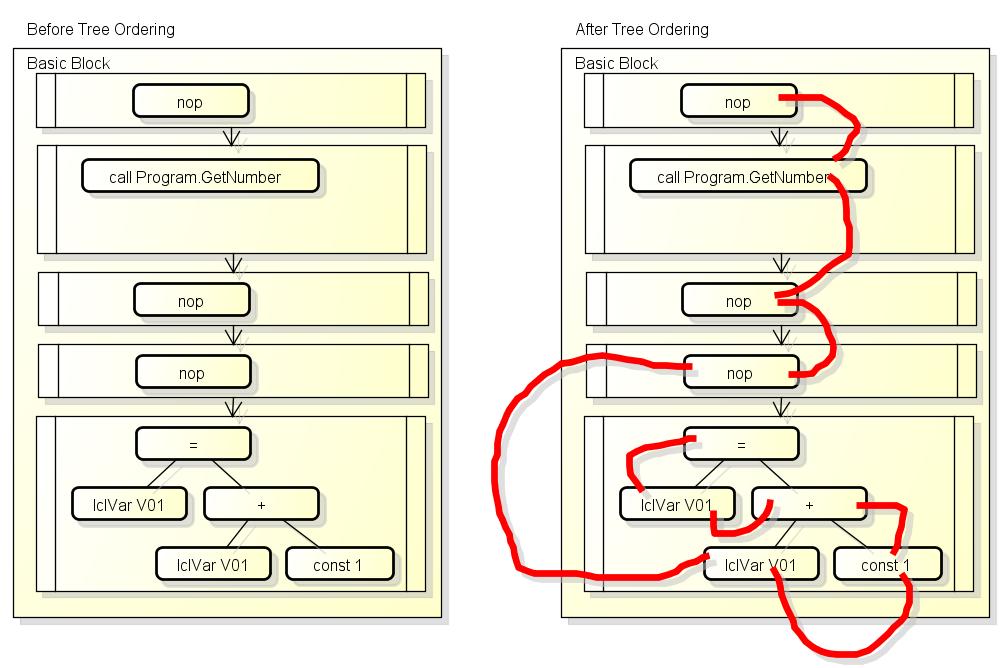 Before Tree Ordering
Basic Block
nop
call Program.GetNumber
nop
nop
=
lclVar V01
+
lclVar V01
const 1
After Tree Ordering
Basic Block
nop
call Program.GetNumber
nop
nop
=
lclVar V01
+
lclVar V01
const 1